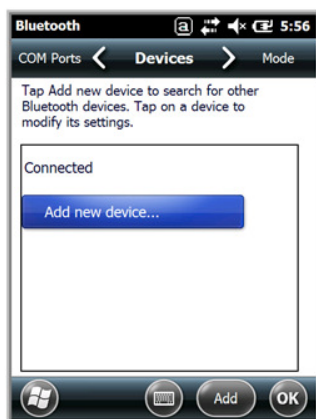 Bluetooth a 5:56
COM Ports Devices Mode
Tap Add new device to search for other
Bluetooth devices. Tap on a device to
modify its settings.
Connected
Add new device...
Add OK